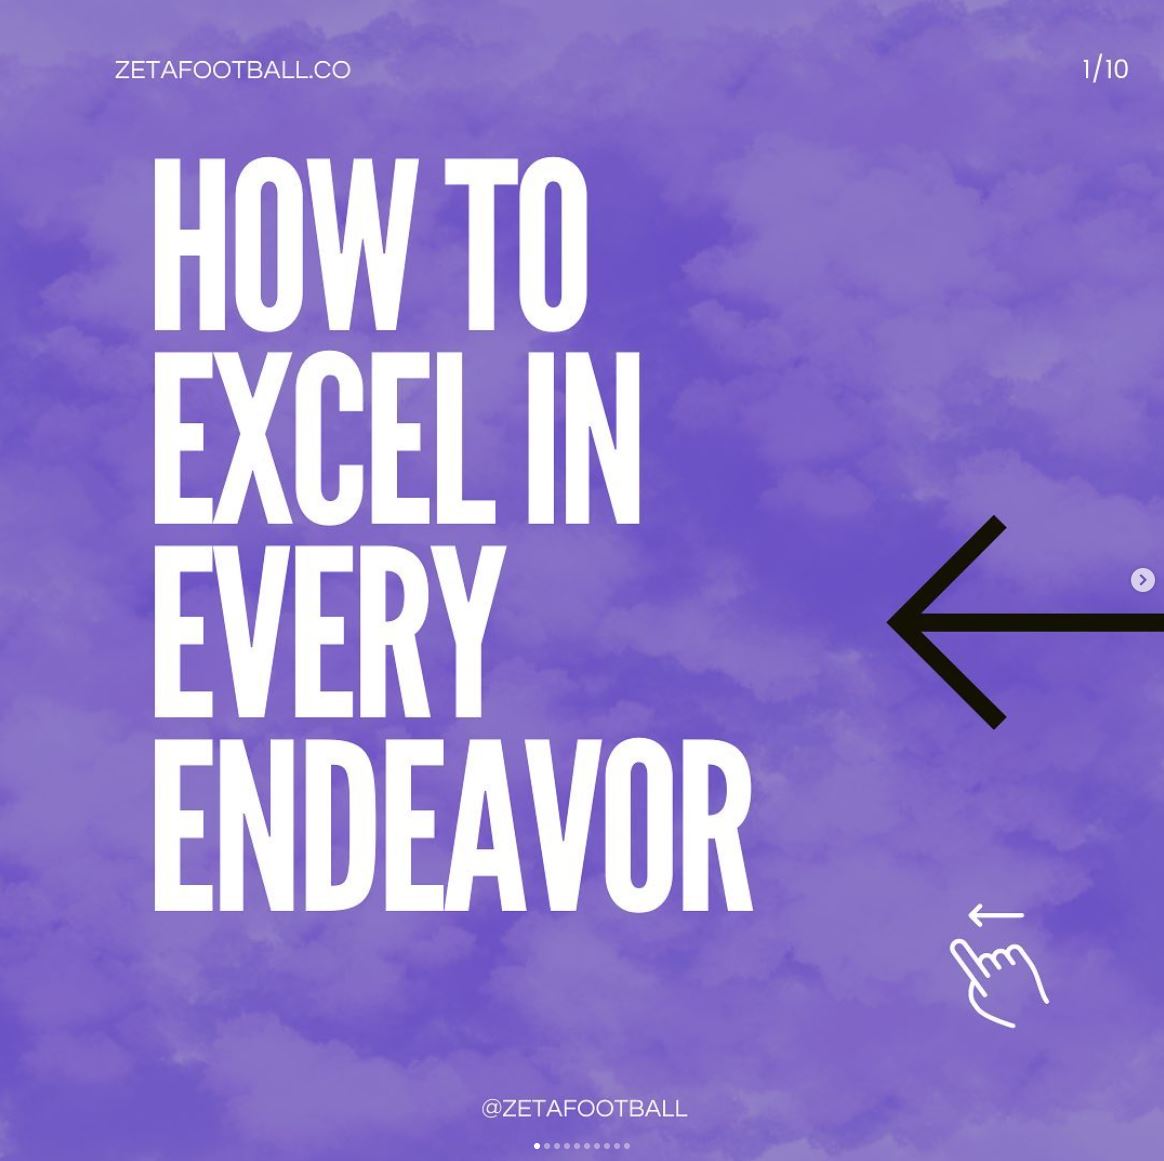 ZETAFOOTBALL.CO
1/10
HOW TO
EXCEL IN
EVERY
ENDEAVOR
@ZETAFOOTBALL